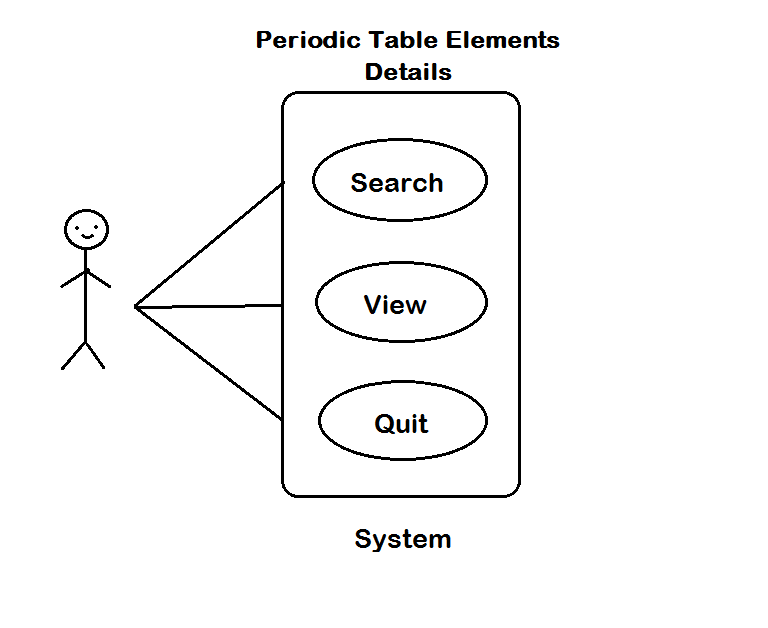 Periodic Table Elements
Details
Search
View
Quit
System